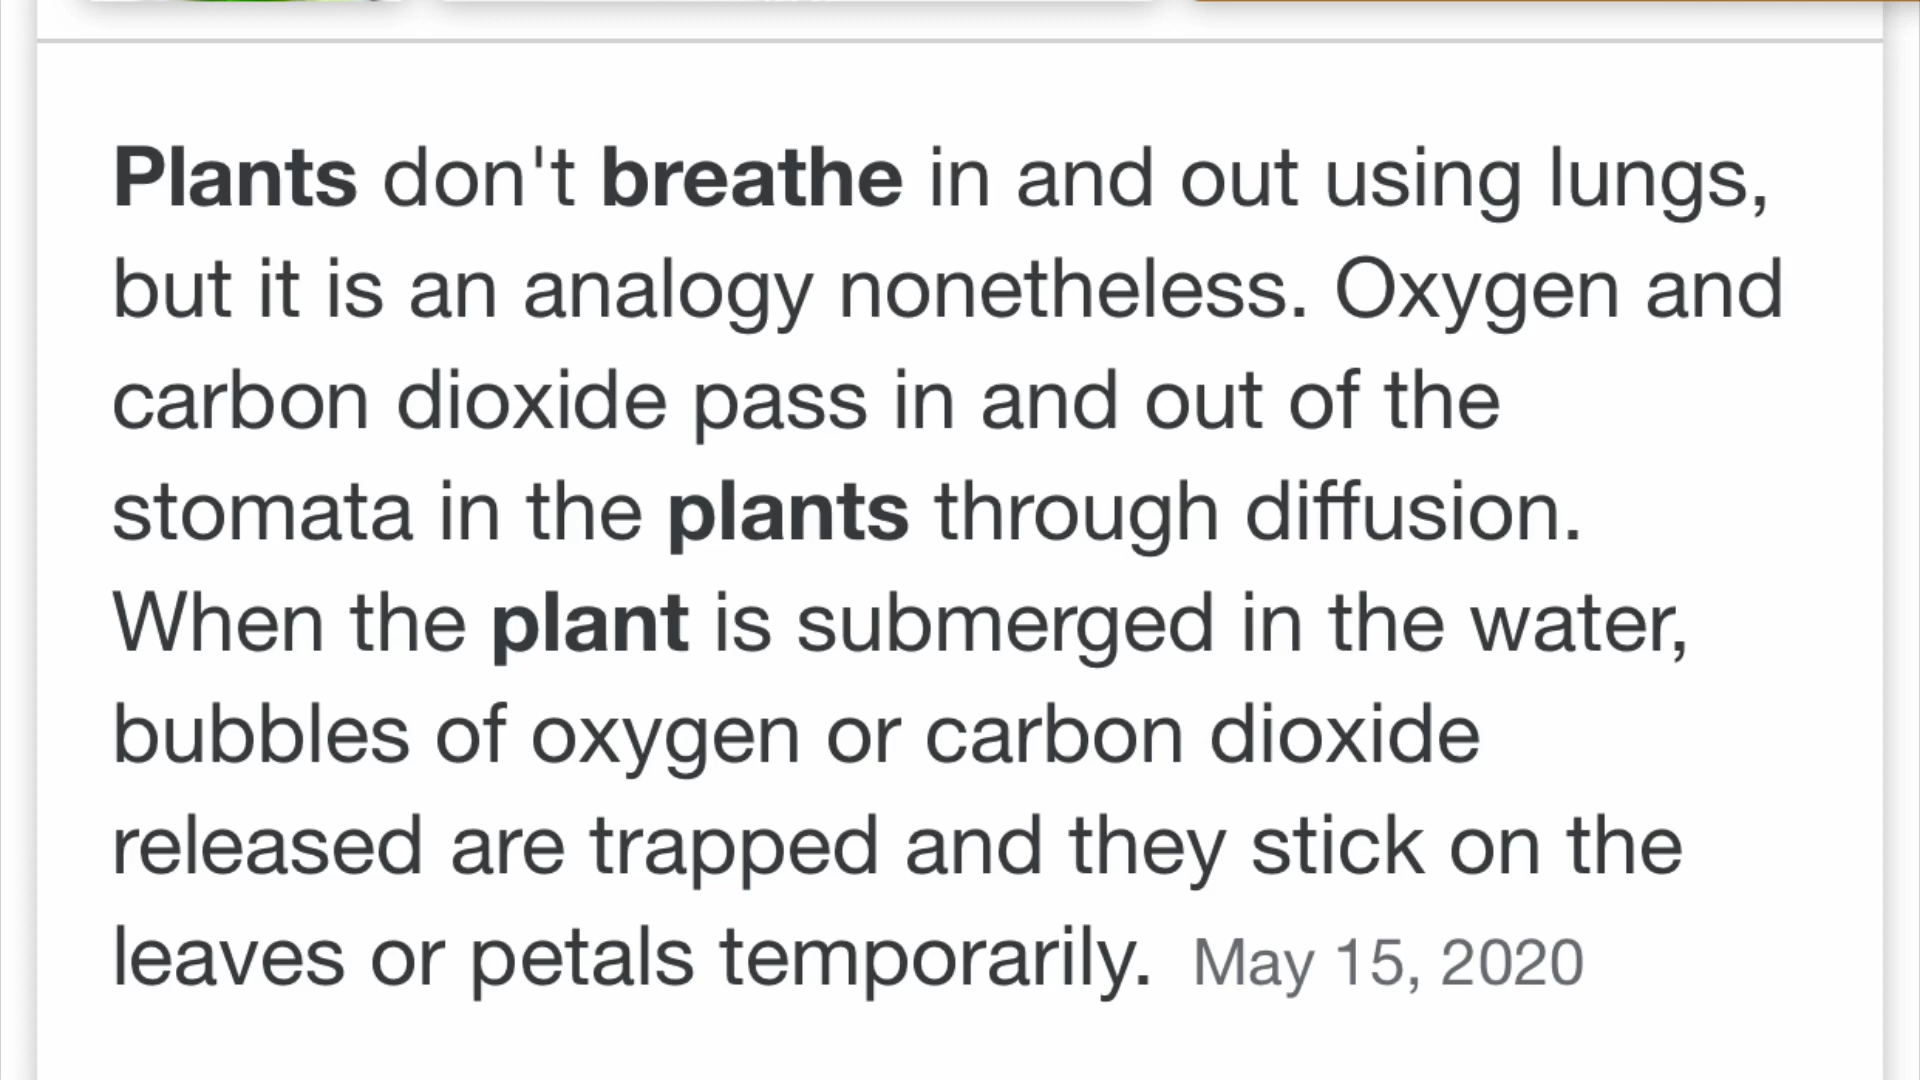 Plants don't breathe in and out using lungs,
but it is an analogy nonetheless. Oxygen and
carbon dioxide pass in and out of the
stomata in the plants through diffusion.
When the plant is submerged in the water,
bubbles of oxygen or carbon dioxide
released are trapped and they stick on the
leaves or petals temporarily. May 15, 2020